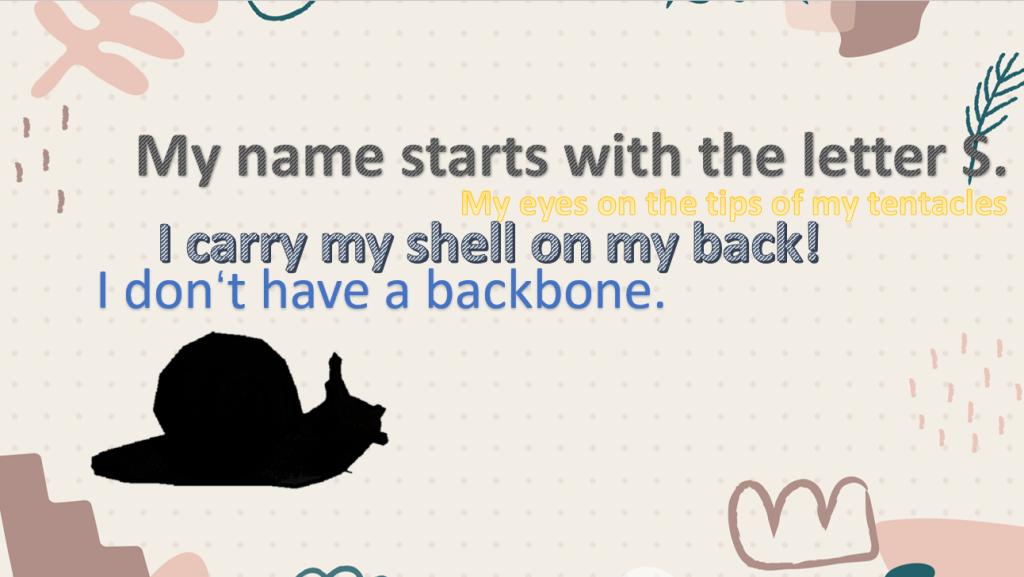 My name starts with the letter S.
My eyes on the tips of my tentacles
I carry my shell on my back!
I don‘t have a backbone.